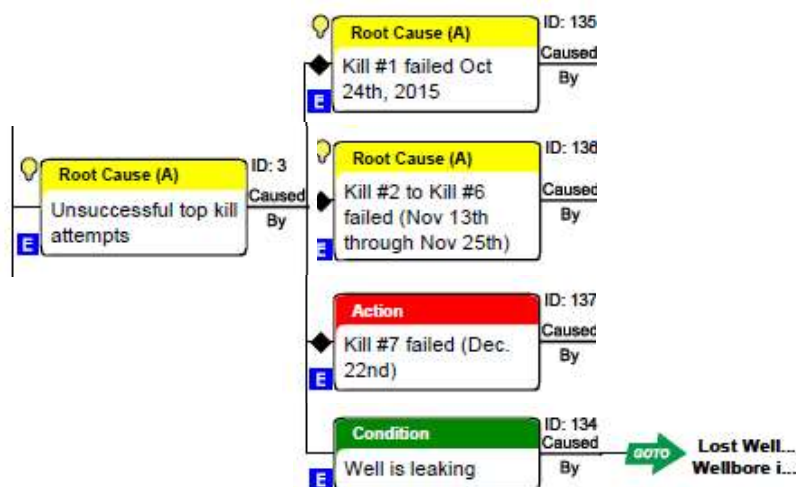 Root Cause (A)
ID: 135
Kill #1 failed Oct
24th, 2015
Caused
By
E
Root Cause (A)
ID: 3
Unsuccessful top kill
attempts
Caused
By
E
Root Cause (A)
ID: 136
Kill #2 to Kill #6
failed (Nov 13th
through Nov 25th)
Caused
By
E
Action
ID: 137
Kill #7 failed (Dec.
22nd)
Caused
By
E
Condition
ID: 134
Well is leaking
Caused
By
E
GOTO
Lost Well...
Wellbore i...